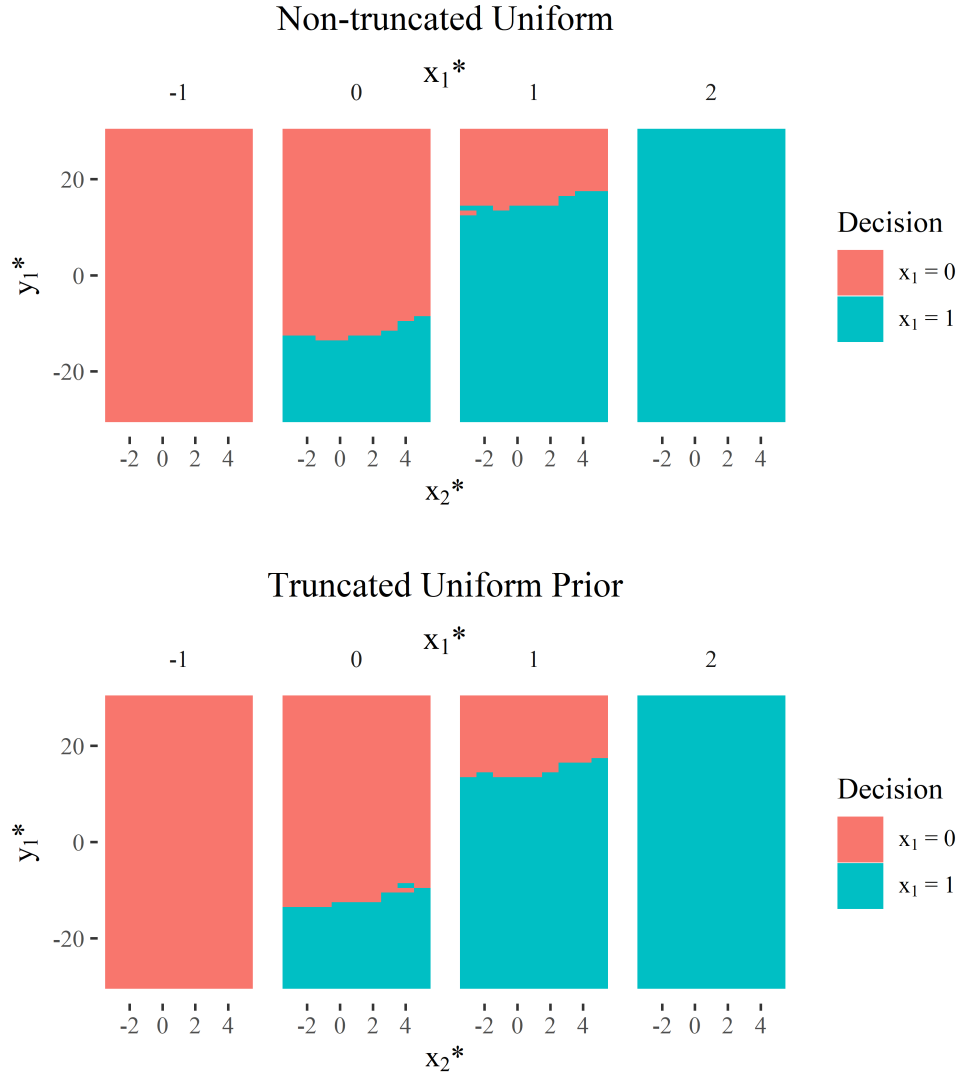 Non-truncated Uniform
x₁*
-1 0 1 2
20
0
-20
y₁*
-2 0 2 4 -2 0 2 4 -2 0 2 4 -2 0 2 4
x₂*
Decision
x₁ = 0
x₁ = 1
Truncated Uniform Prior
x₁*
-1 0 1 2
20
0
-20
y₁*
-2 0 2 4 -2 0 2 4 -2 0 2 4 -2 0 2 4
x₂*
Decision
x₁ = 0
x₁ = 1